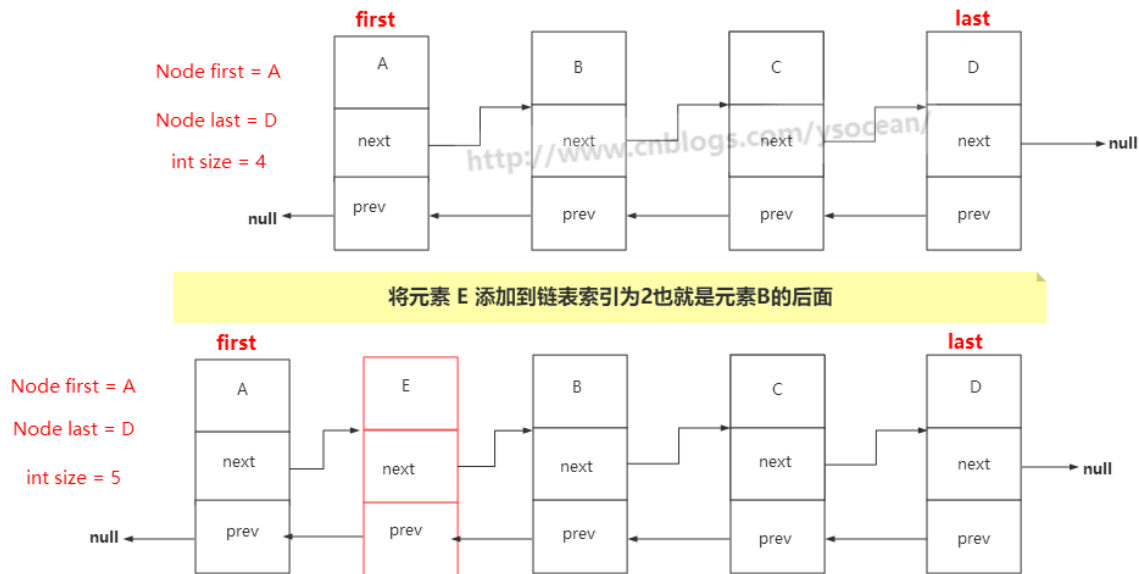 first
last
A
B
C
D
Node first = A
Node last = D
int size = 4
next
next
next
next
null
http://www.cnblogs.com/ysocean/
null
prev
prev
prev
prev
将元素 E 添加到链表索引为2也就是元素B的后面
first
last
Node first = A
A
E
B
C
D
Node last = D
int size = 5
next
next
next
next
next
null
null
prev
prev
prev
prev
prev